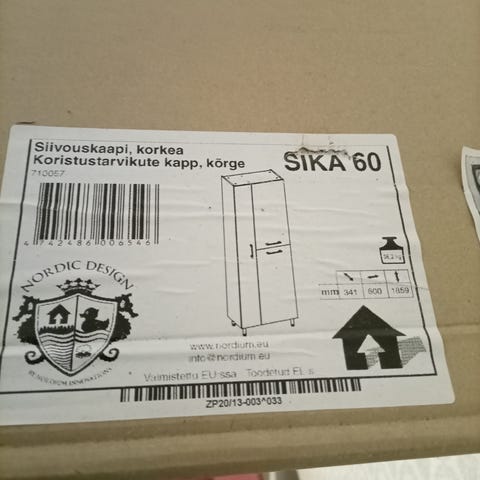 Siivouskaapi, korkea
Koristustarvikute kapp, kõrge
SIKA 60
710057
4742486006546
NORDIC DESIGN
mm 341 600 1859
www.nordium.eu
info@nordium.eu
Valmistettu EU:ssa Toodetud EL-s
ZP20/13-003^033